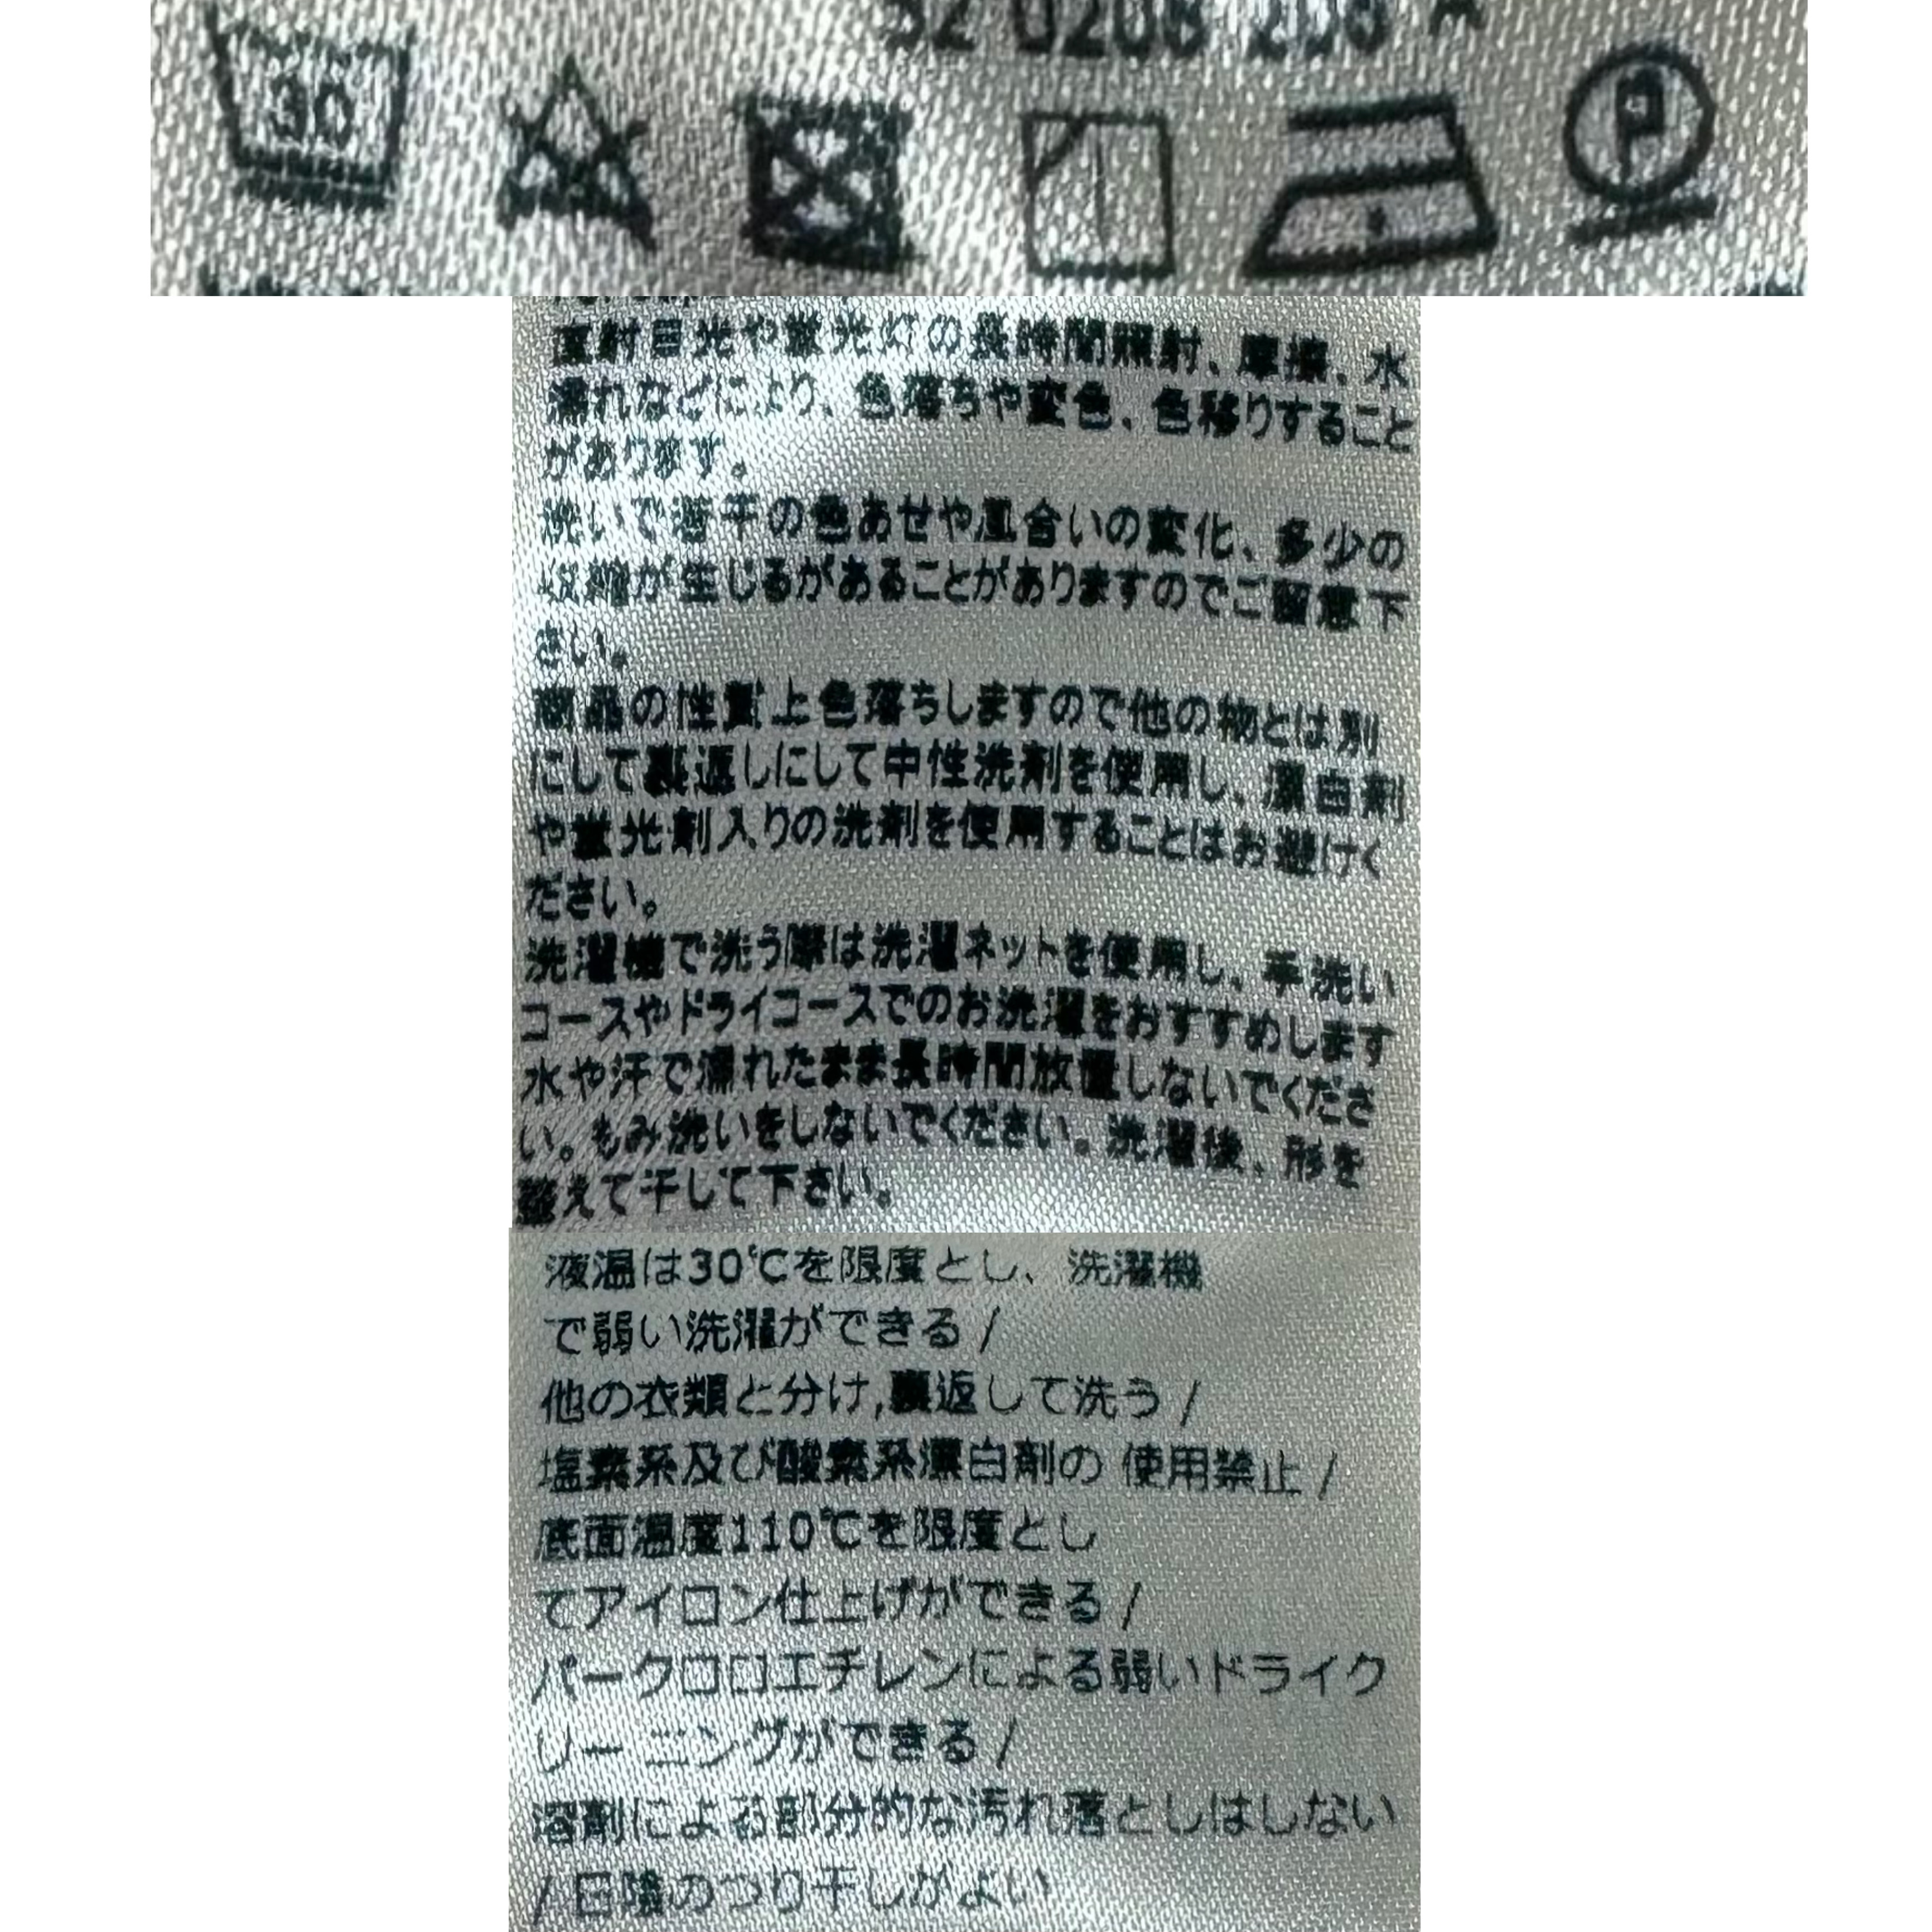 30
P
直射日光や蛍光灯の長時間照射、摩擦、水
濡れなどにより、色落ちや変色、色移りすること
があります。
洗いで若干の色あせや風合いの変化、多少の
収縮が生じるがあることがありますのでご留意下
さい。
商品の性質上色落ちしますので他の物とは別
にして裏返しにして中性洗剤を使用し、漂白剤
や蛍光剤入りの洗剤を使用することはお避けく
ださい。
洗濯機で洗う際は洗濯ネットを使用し、手洗い
コースやドライコースでのお洗濯をおすすめします
水や汗で濡れたまま長時間放置しないでくださ
い。もみ洗いをしないでください。洗濯後、形を
整えて干して下さい。
液温は30℃を限度とし、洗濯機
で弱い洗濯ができる /
他の衣類と分け,裏返して洗う /
塩素系及び酸素系漂白剤の 使用禁止 /
底面温度110℃を限度とし
てアイロン仕上げができる /
パークロロエチレンによる弱いドライク
リーニングができる /
溶剤による部分的な汚れ落としはしない
/ 日陰のつり干しがよい